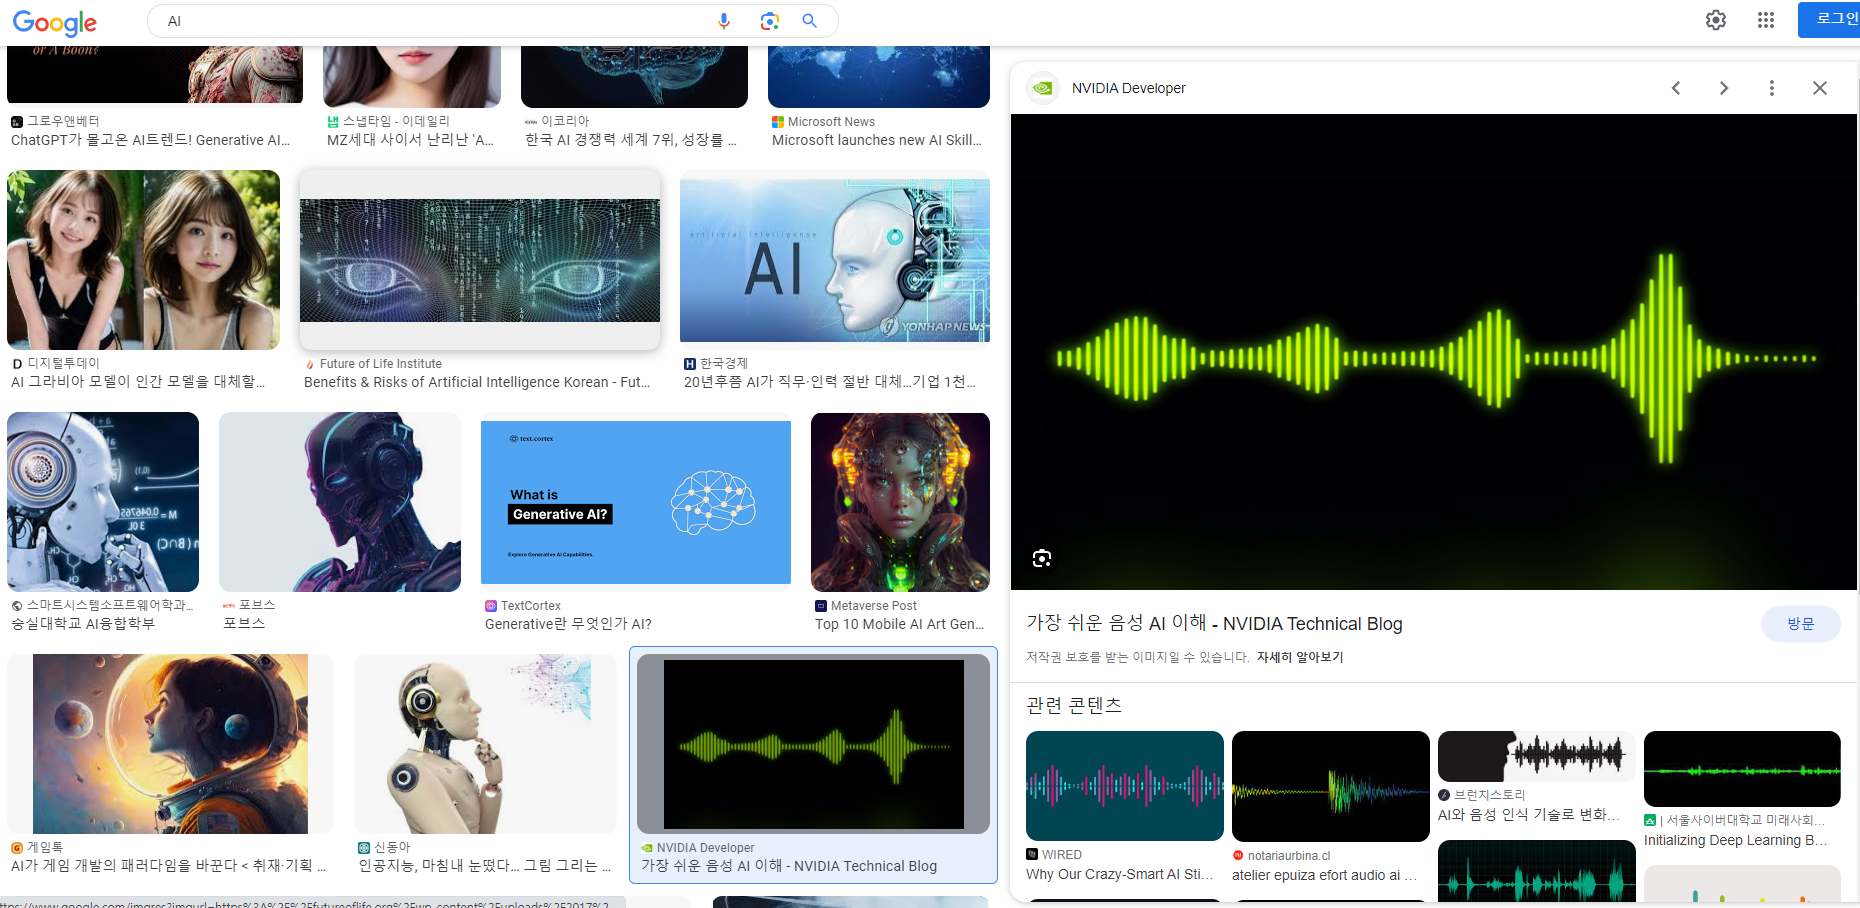 Google
AI
로그인
or A Boon?
그로우앤베터
ChatGPT가 몰고온 AI트렌드! Generative AI...
스냅타임 - 이데일리
MZ세대 사이서 난리난 'A...
이코리아
한국 AI 경쟁력 세계 7위, 성장률 ...
Microsoft News
Microsoft launches new AI Skill...
artificial intelligence
AI
YONHAP NEWS
디지털투데이
AI 그라비아 모델이 인간 모델을 대체할...
Future of Life Institute
Benefits & Risks of Artificial Intelligence Korean - Fut...
한국경제
20년후쯤 AI가 직무·인력 절반 대체...기업 1천...
text.cortex
What is
Generative AI?
Explore Generative AI Capabilities.
스마트시스템소프트웨어학과...
숭실대학교 AI융합학부
포브스
포브스
TextCortex
Generative란 무엇인가 AI?
Metaverse Post
Top 10 Mobile AI Art Gen...
게임톡
AI가 게임 개발의 패러다임을 바꾼다 < 취재·기획 ...
신동아
인공지능, 마침내 눈떴다... 그림 그리는 ...
NVIDIA Developer
가장 쉬운 음성 AI 이해 - NVIDIA Technical Blog
NVIDIA Developer
가장 쉬운 음성 AI 이해 - NVIDIA Technical Blog
방문
저작권 보호를 받는 이미지일 수 있습니다. 자세히 알아보기
관련 콘텐츠
WIRED
Why Our Crazy-Smart AI Sti...
notariaurbina.cl
atelier epuiza efort audio ai ...
브런치스토리
AI와 음성 인식 기술로 변화...
| 서울사이버대학교 미래사회...
Initializing Deep Learning B...